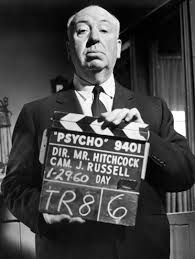 "PSYCHO" 9401
DIR. MR. HITCHCOCK
CAM. J. RUSSELL
1-29-60 DAY
TR8 6